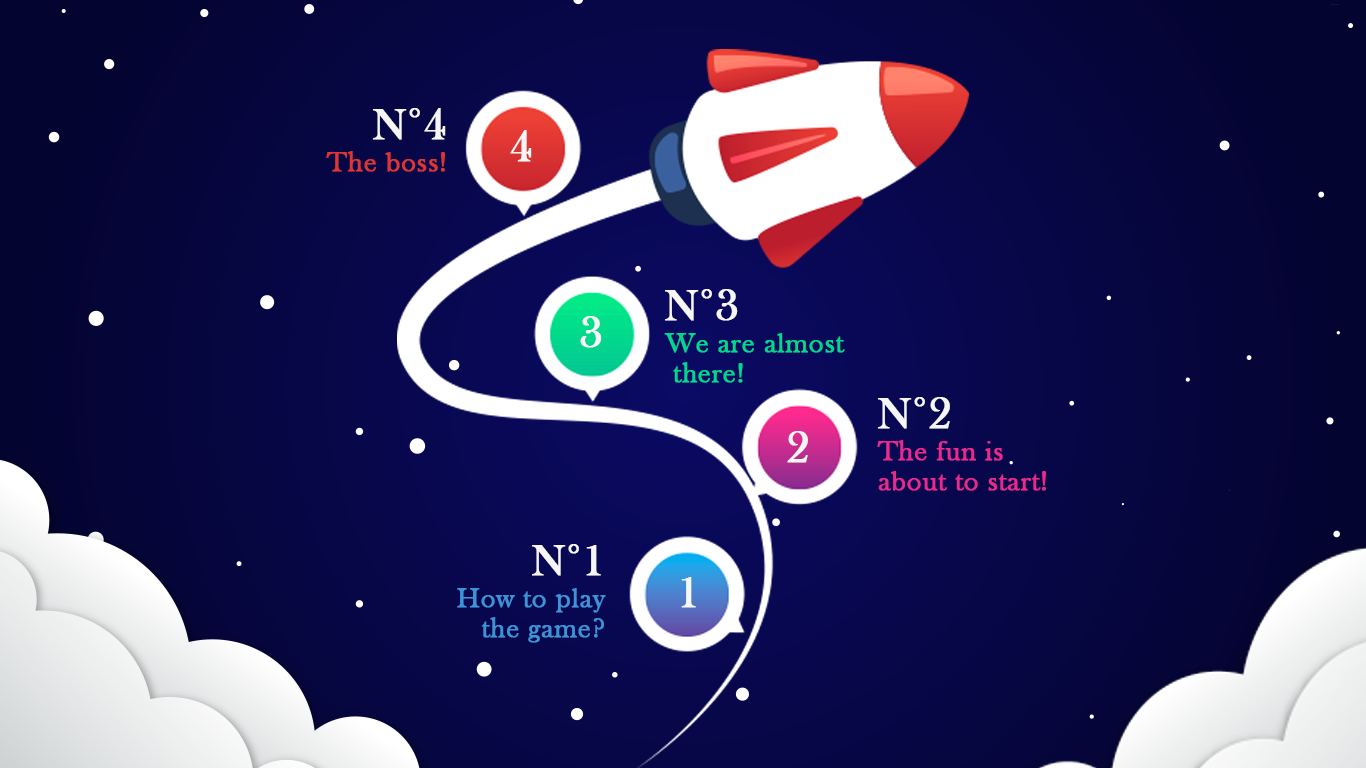 N°4
The boss!
4
3
N°3
We are almost
there!
2
N°2
The fun is
about to start!
N°1
How to play
the game?
1